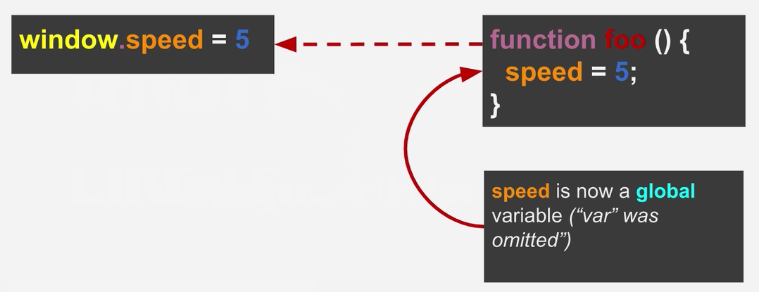 window.speed = 5
function foo () {
speed = 5;
}
speed is now a global
variable (“var” was
omitted”)